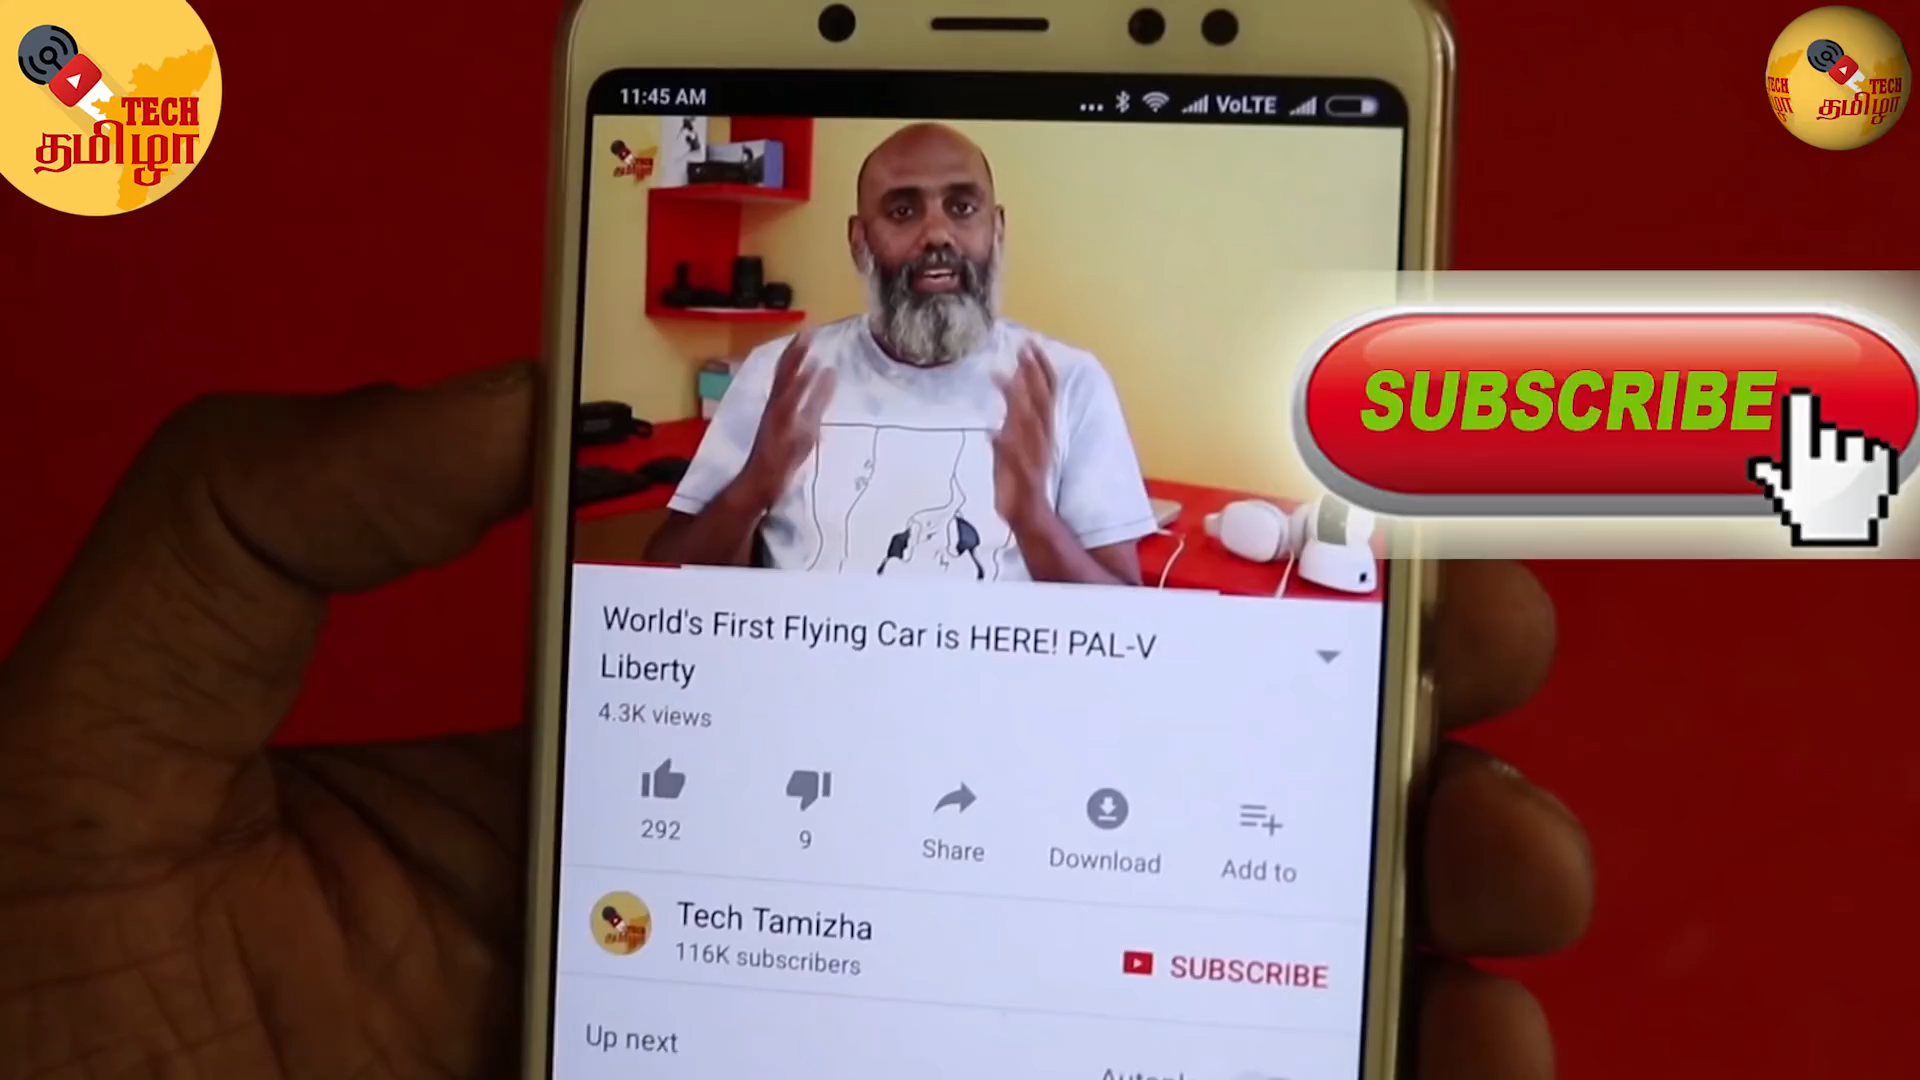 TECH
தமிழா
TECH
TECH
தமிழா
11:45 AM
VoLTE
SUBSCRIBE
World's First Flying Car is HERE! PAL-V
Liberty
4.3K views
292
9
Share
Download
Add to
Tech Tamizha
116K subscribers
SUBSCRIBE
Up next